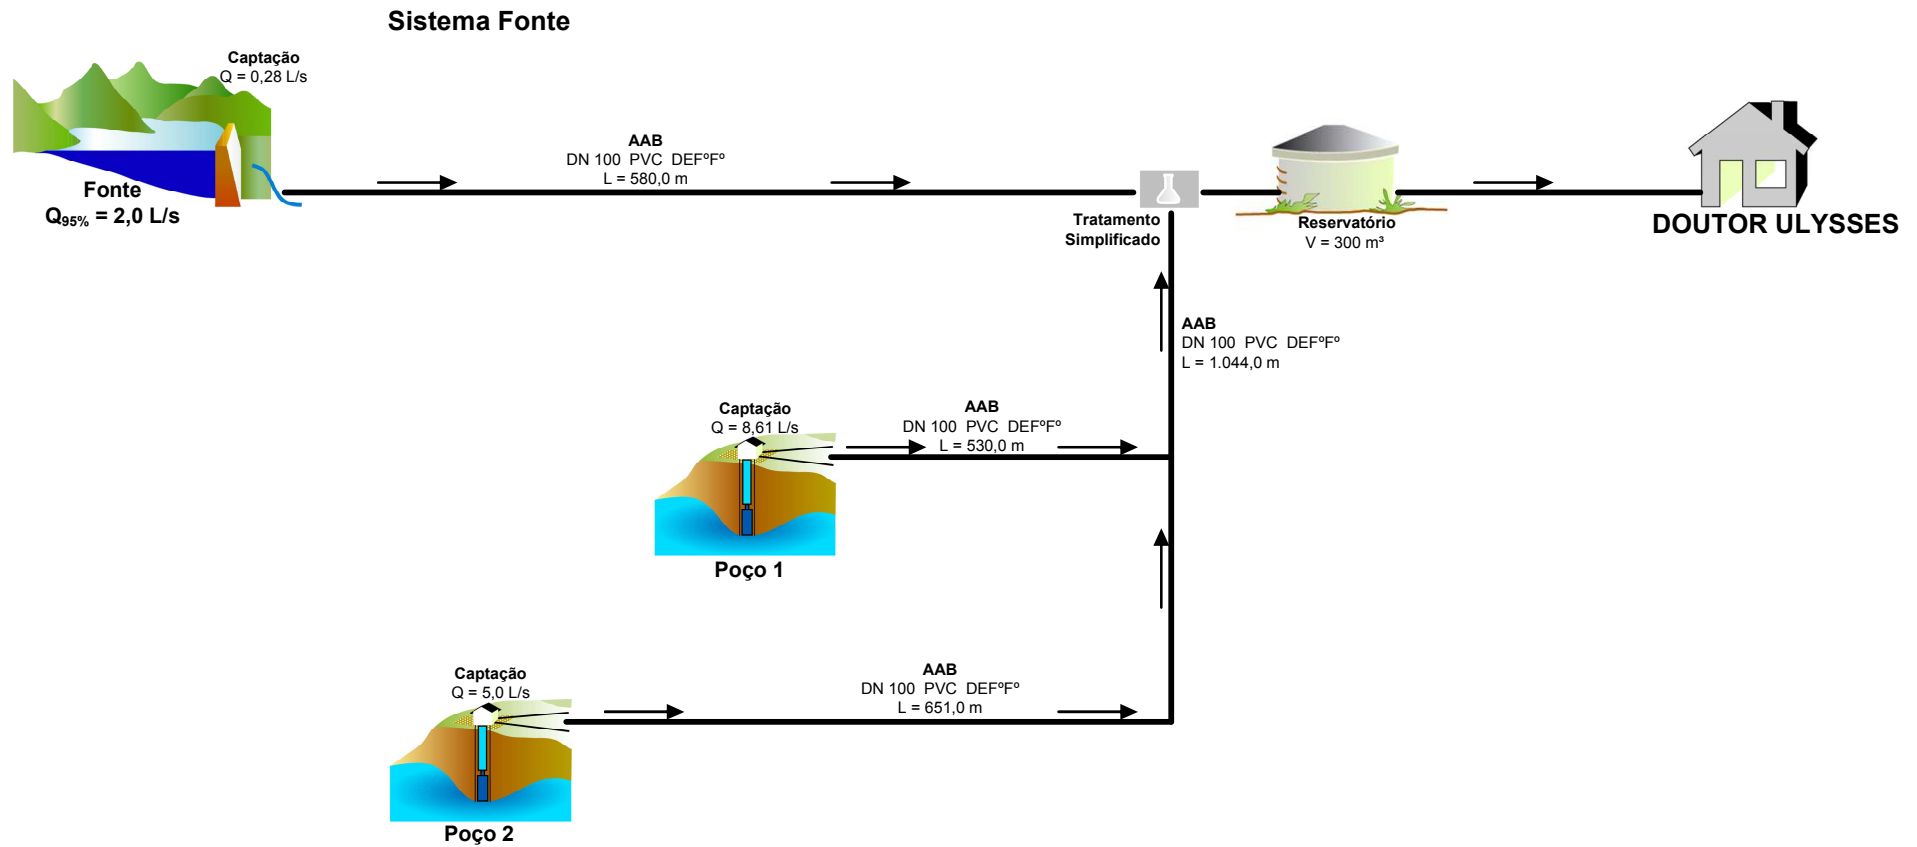 Sistema Fonte
Captação
Q = 0,28 L/s
AAB
DN 100 PVC DEFºFº
L = 580,0 m
Fonte
Q95% = 2,0 L/s
Tratamento
Simplificado
Reservatório
V = 300 m³
DOUTOR ULYSSES
AAB
DN 100 PVC DEFºFº
L = 1.044,0 m
Captação
Q = 8,61 L/s
AAB
DN 100 PVC DEFºFº
L = 530,0 m
Poço 1
Captação
Q = 5,0 L/s
AAB
DN 100 PVC DEFºFº
L = 651,0 m
Poço 2